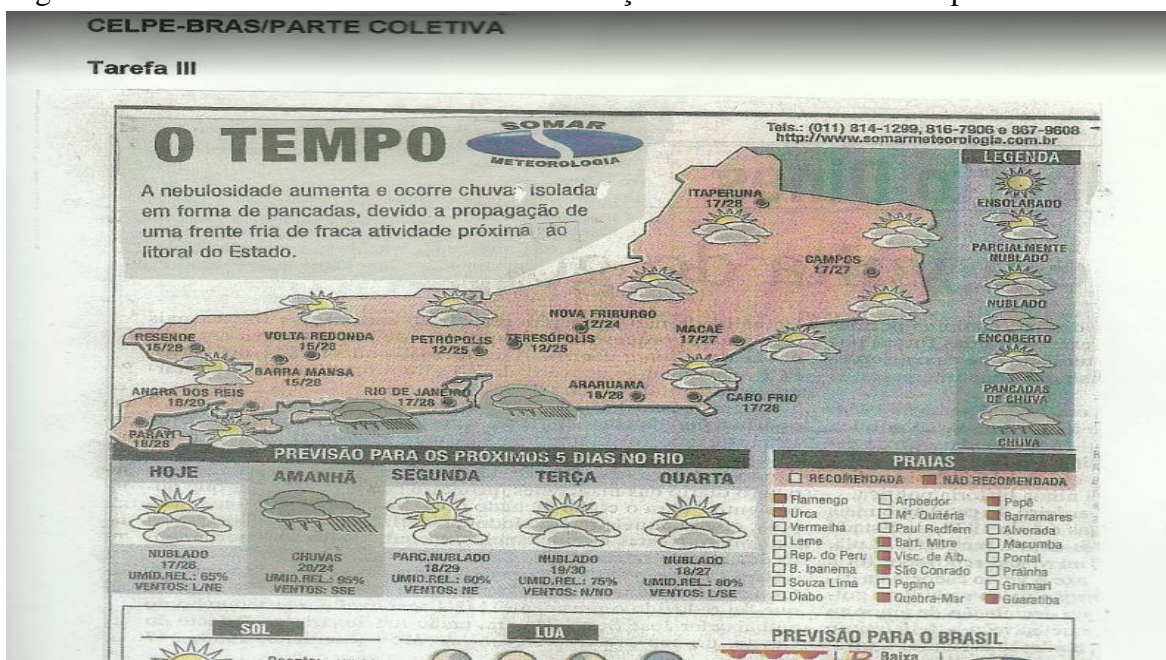 CELPE-BRAS/PARTE COLETIVA
Tarefa III
O TEMPO
SOMAR
METEOROLOGIA
Tels.: (011) 814-1299, 816-7906 e 867-9608
http://www.somarmeteorologia.com.br
A nebulosidade aumenta e ocorre chuvas isolada
em forma de pancadas, devido a propagação de
uma frente fria de fraca atividade próxima ao
litoral do Estado.
LEGENDA
ENSOLARADO
PARCIALMENTE
NUBLADO
NUBLADO
ENCOBERTO
PANCADAS
DE CHUVA
CHUVA
ITAPERUNA
17/28
CAMPOS
17/27
NOVA FRIBURGO
12/24
MACAÉ
17/27
RESENDE
15/28
VOLTA REDONDA
15/28
PETRÓPOLIS
12/25
TERESÓPOLIS
12/25
BARRA MANSA
15/28
ANGRA DOS REIS
18/29
RIO DE JANEIRO
17/28
ARARUAMA
18/28
CABO FRIO
17/28
PARATI
18/28
PREVISÃO PARA OS PRÓXIMOS 5 DIAS NO RIO
HOJE
NUBLADO
17/28
UMID.REL.: 65%
VENTOS: L/NE
AMANHÃ
CHUVAS
20/24
UMID.REL.: 95%
VENTOS: SSE
SEGUNDA
PARC.NUBLADO
18/29
UMID.REL.: 60%
VENTOS: NE
TERÇA
NUBLADO
19/30
UMID.REL.: 75%
VENTOS: N/NO
QUARTA
NUBLADO
18/27
UMID.REL.: 80%
VENTOS: L/SE
PRAIAS
RECOMENDADA NÃO RECOMENDADA
Flamengo
Urca
Vermelha
Leme
Rep. do Peru
B. Ipanema
Souza Lima
Diabo
Arpoador
Mª. Quitéria
Paul Redfern
Bart. Mitre
Visc. de Alb.
São Conrado
Pepino
Quebra-Mar
Pepê
Barramares
Alvorada
Macumba
Pontal
Prainha
Grumari
Guaratiba
SOL
LUA
PREVISÃO PARA O BRASIL
Baixa